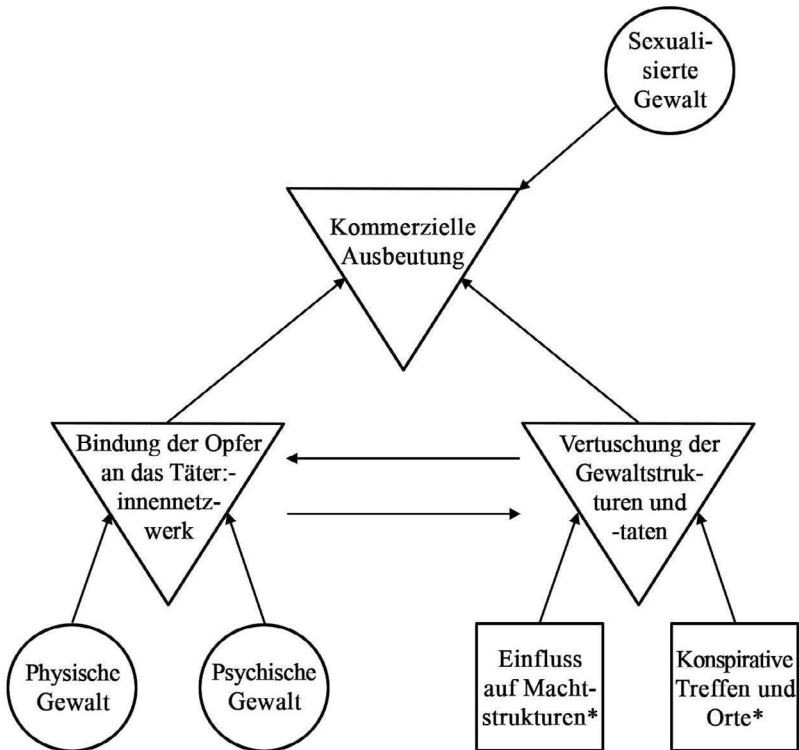 Sexuali-
sierte
Gewalt
Kommerzielle
Ausbeutung
Bindung der Opfer
an das Täter:-
innennetz-
werk
Vertuschung der
Gewaltstruk-
turen und
-taten
Physische
Gewalt
Psychische
Gewalt
Einfluss
auf Macht-
strukturen*
Konspirative
Treffen und
Orte*